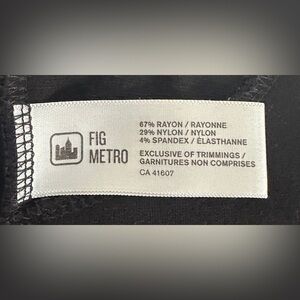 FIG
METRO
67% RAYON / RAYONNE
29% NYLON / NYLON
4% SPANDEX / ÉLASTHANNE
EXCLUSIVE OF TRIMMINGS /
GARNITURES NON COMPRISES
CA 41607